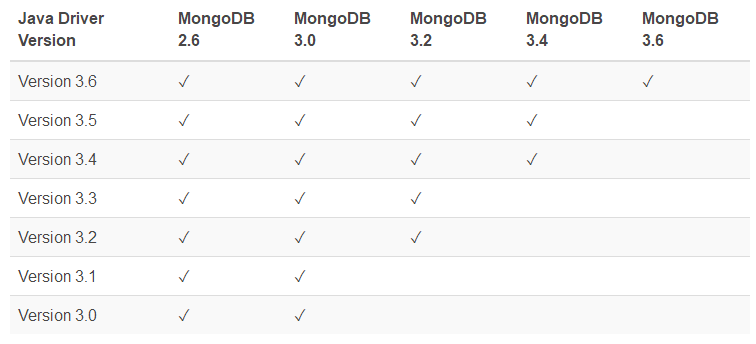 Java Driver Version MongoDB 2.6 MongoDB 3.0 MongoDB 3.2 MongoDB 3.4 MongoDB 3.6
Version 3.6 ✓ ✓ ✓ ✓ ✓
Version 3.5 ✓ ✓ ✓ ✓
Version 3.4 ✓ ✓ ✓ ✓
Version 3.3 ✓ ✓ ✓
Version 3.2 ✓ ✓ ✓
Version 3.1 ✓ ✓
Version 3.0 ✓ ✓